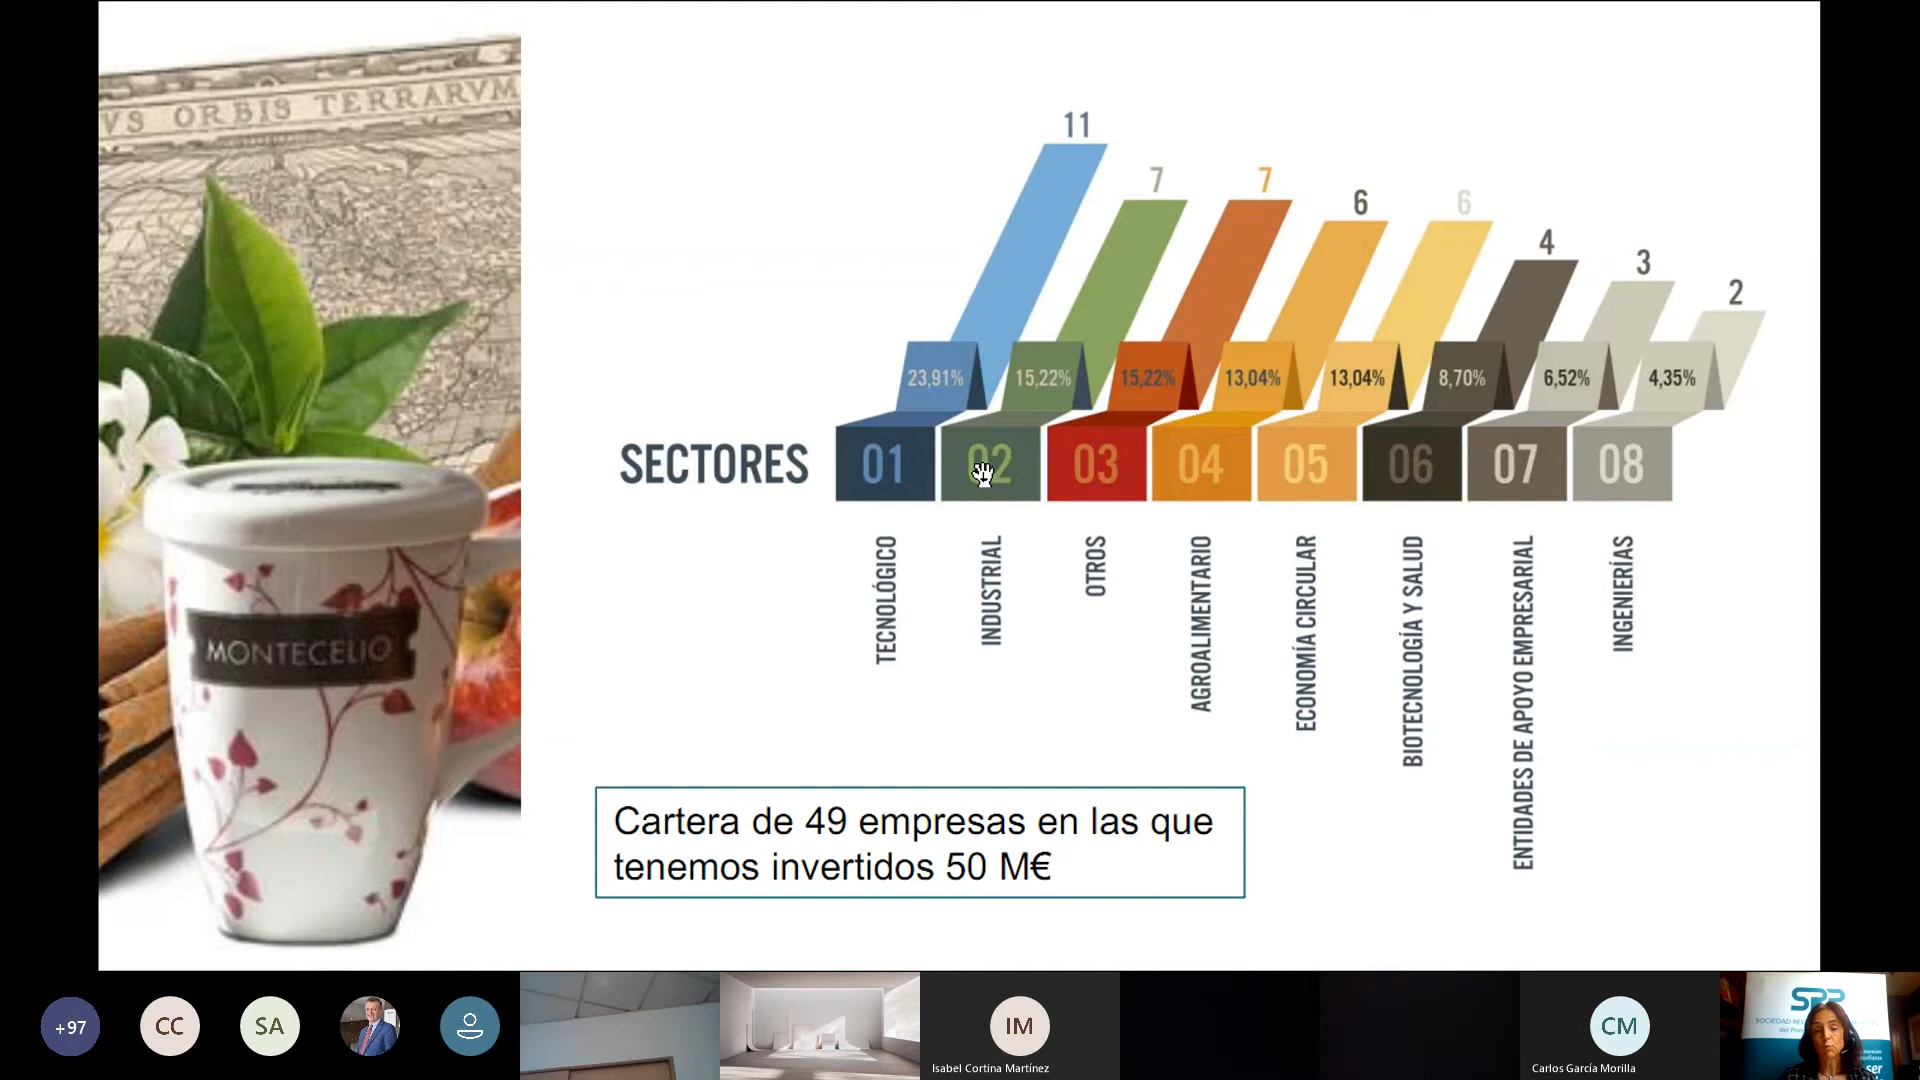 VS ORBIS TERRARVM
MONTECELIO
11
7
7
6
6
4
3
2
23,91%
15,22%
15,22%
13,04%
13,04%
8,70%
6,52%
4,35%
SECTORES
01
02
03
04
05
06
07
08
TECNOLÓGICO
INDUSTRIAL
OTROS
AGROALIMENTARIO
ECONOMÍA CIRCULAR
BIOTECNOLOGÍA Y SALUD
ENTIDADES DE APOYO EMPRESARIAL
INGENIERÍAS
Cartera de 49 empresas en las que
tenemos invertidos 50 M€
+97
CC
SA
IM
Isabel Cortina Martínez
CM
Carlos García Morilla
SRP
SOCIEDAD